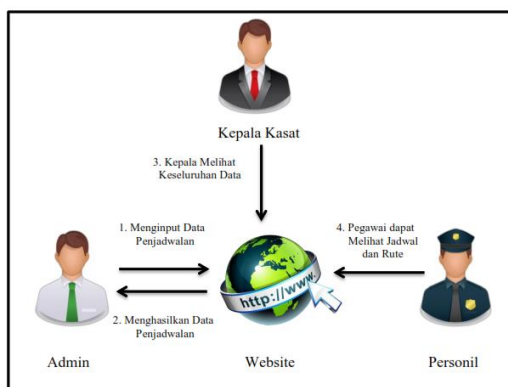 Kepala Kasat
3. Kepala Melihat
Keseluruhan Data
1. Menginput Data
Penjadwalan
4. Pegawai dapat
Melihat Jadwal
dan Rute
http://www.
2. Menghasilkan Data
Penjadwalan
Admin
Website
Personil